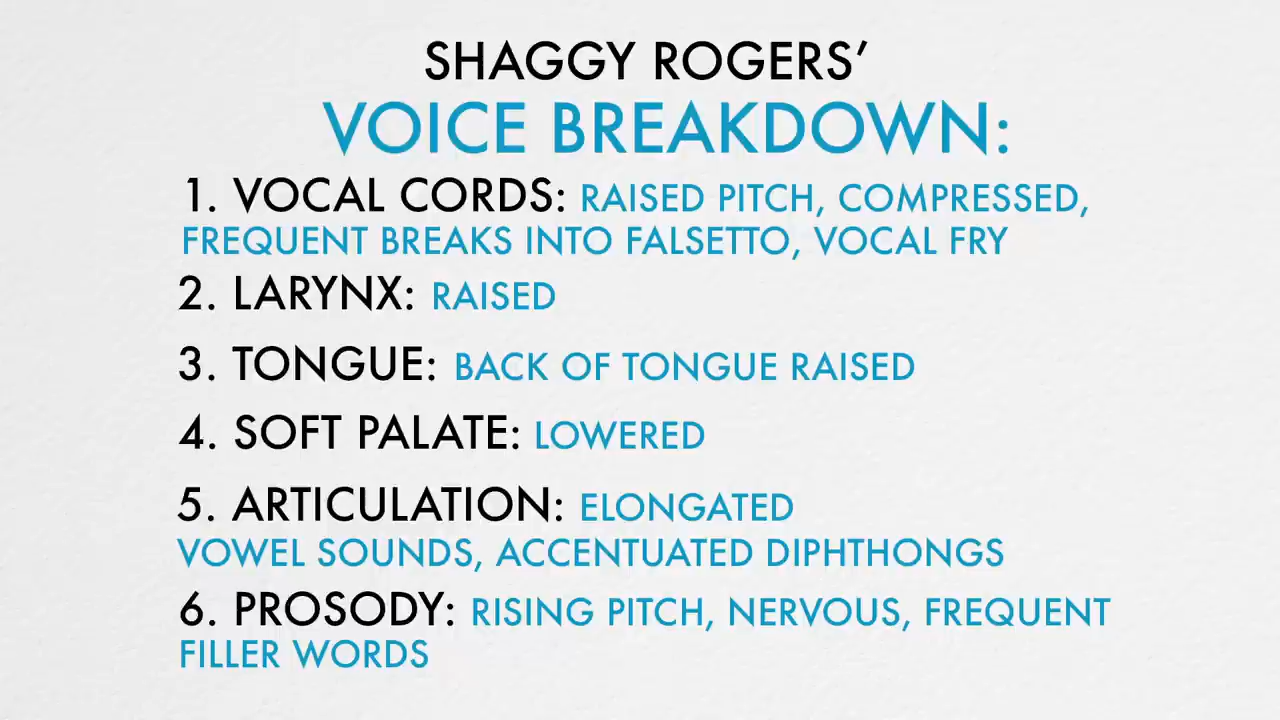 SHAGGY ROGERS’
VOICE BREAKDOWN:
1. VOCAL CORDS: RAISED PITCH, COMPRESSED,
FREQUENT BREAKS INTO FALSETTO, VOCAL FRY
2. LARYNX: RAISED
3. TONGUE: BACK OF TONGUE RAISED
4. SOFT PALATE: LOWERED
5. ARTICULATION: ELONGATED
VOWEL SOUNDS, ACCENTUATED DIPHTHONGS
6. PROSODY: RISING PITCH, NERVOUS, FREQUENT
FILLER WORDS